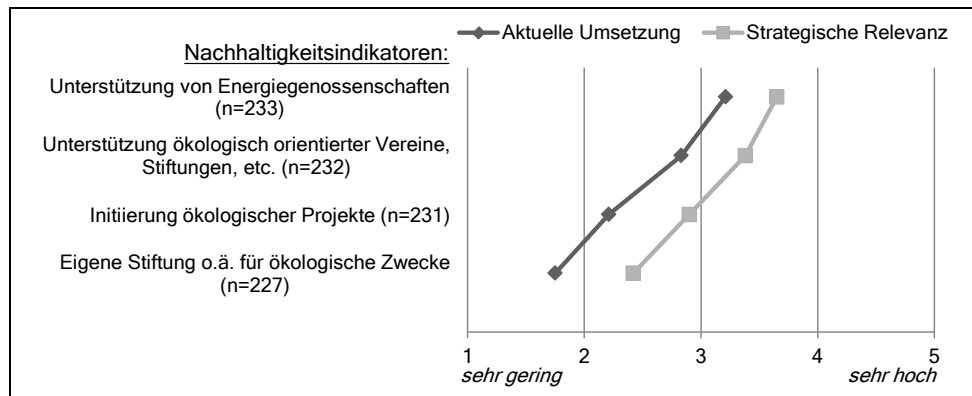 Aktuelle Umsetzung Strategische Relevanz
Nachhaltigkeitsindikatoren:
Unterstützung von Energiegenossenschaften
(n=233)
Unterstützung ökologisch orientierter Vereine,
Stiftungen, etc. (n=232)
Initiierung ökologischer Projekte (n=231)
Eigene Stiftung o.ä. für ökologische Zwecke
(n=227)
1 2 3 4 5
sehr gering sehr hoch